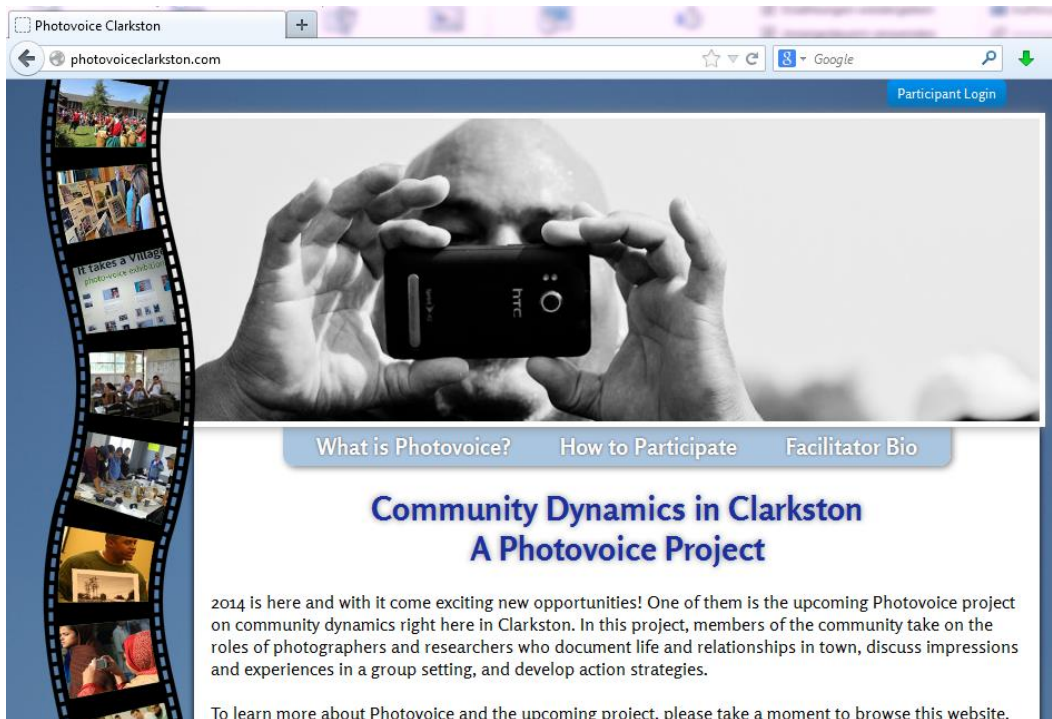 Photovoice Clarkston
photovoiceclarkston.com
Google
Participant Login
It takes a Village
photo-voice exhibition
hTC
What is Photovoice?
How to Participate
Facilitator Bio
Community Dynamics in Clarkston
A Photovoice Project
2014 is here and with it come exciting new opportunities! One of them is the upcoming Photovoice project
on community dynamics right here in Clarkston. In this project, members of the community take on the
roles of photographers and researchers who document life and relationships in town, discuss impressions
and experiences in a group setting, and develop action strategies.
To learn more about Photovoice and the upcoming project, please take a moment to browse this website.